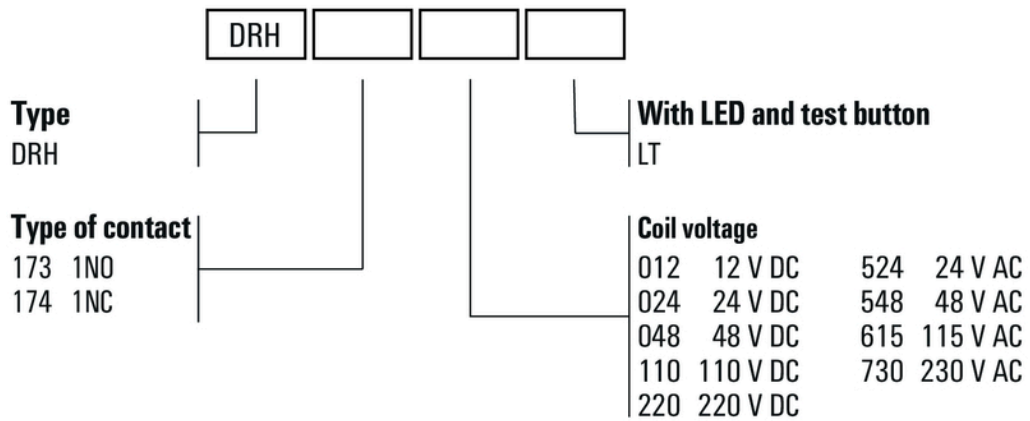 DRH
Type
DRH
With LED and test button
LT
Type of contact
173 1NO
174 1NC
Coil voltage
012 12 V DC 524 24 V AC
024 24 V DC 548 48 V AC
048 48 V DC 615 115 V AC
110 110 V DC 730 230 V AC
220 220 V DC